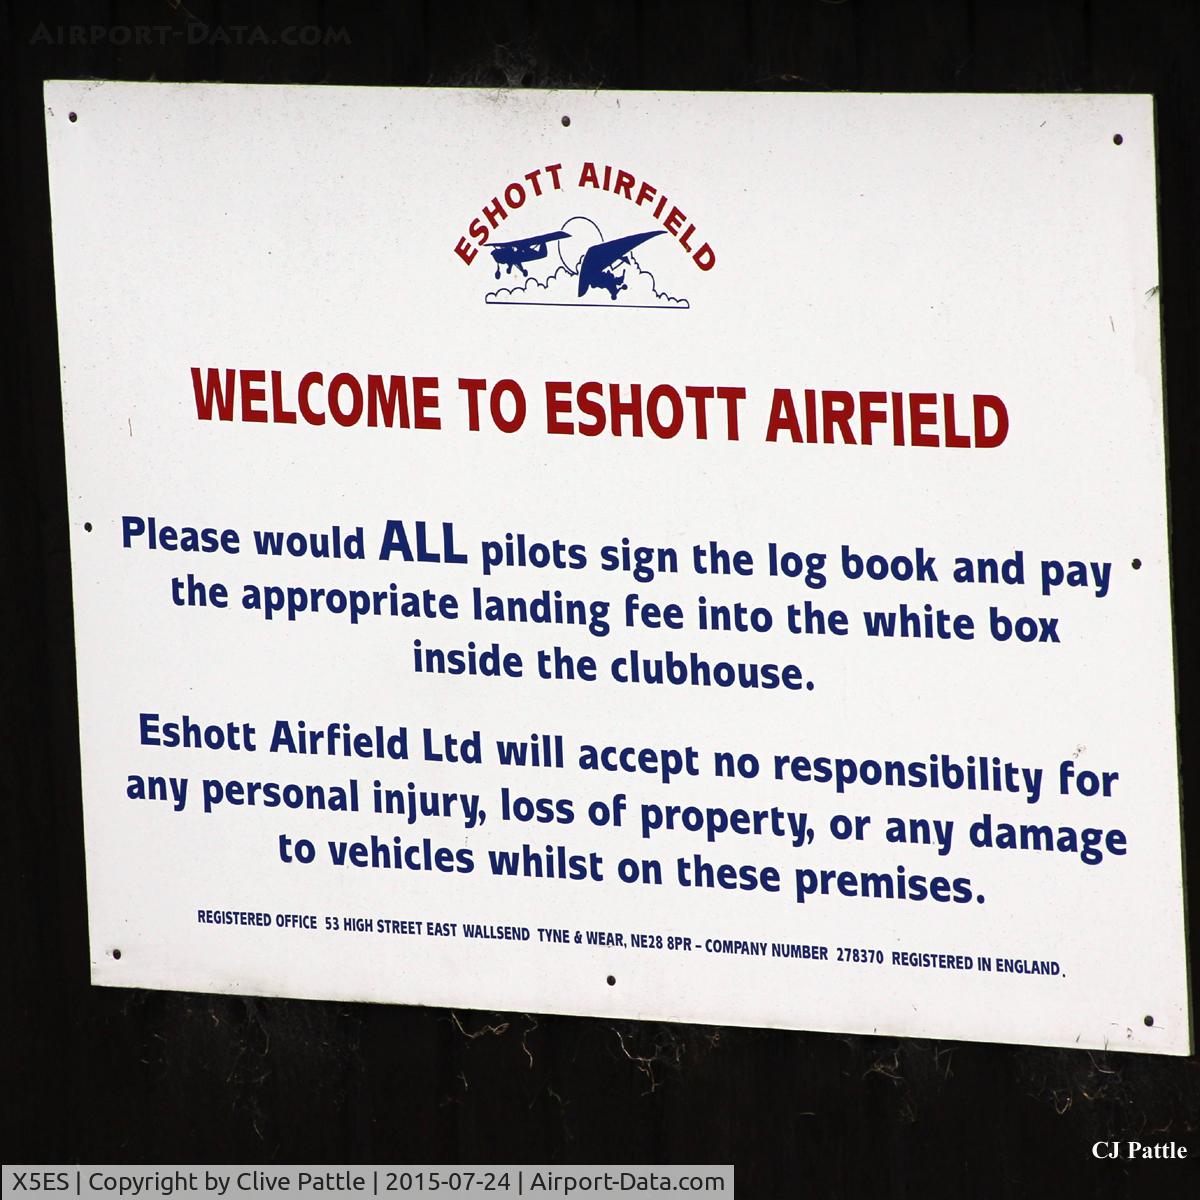 AIRPORT-DATA.COM
ESHOTT AIRFIELD
WELCOME TO ESHOTT AIRFIELD
Please would ALL pilots sign the log book and pay
the appropriate landing fee into the white box
inside the clubhouse.
Eshott Airfield Ltd will accept no responsibility for
any personal injury, loss of property, or any damage
to vehicles whilst on these premises.
REGISTERED OFFICE 53 HIGH STREET EAST WALLSEND TYNE & WEAR, NE28 8PR – COMPANY NUMBER 278370 REGISTERED IN ENGLAND.
CJ Pattle
X5ES | Copyright by Clive Pattle | 2015-07-24 | Airport-Data.com